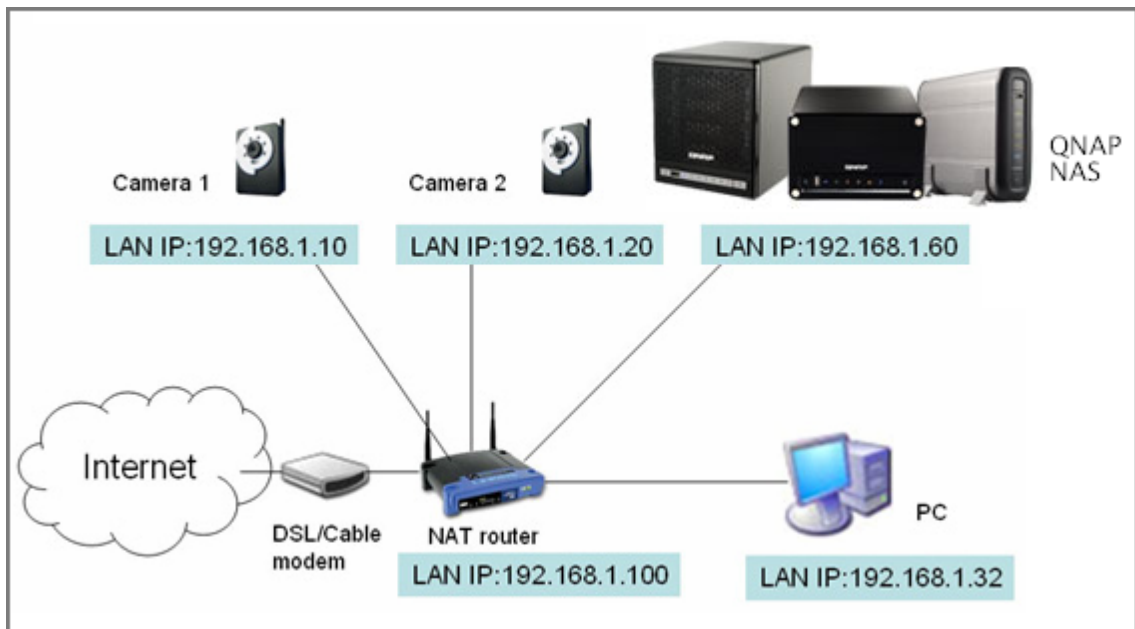 QNAP
NAS
Camera 1
Camera 2
LAN IP:192.168.1.10
LAN IP:192.168.1.20
LAN IP:192.168.1.60
Internet
DSL/Cable
modem
NAT router
PC
LAN IP:192.168.1.100
LAN IP:192.168.1.32